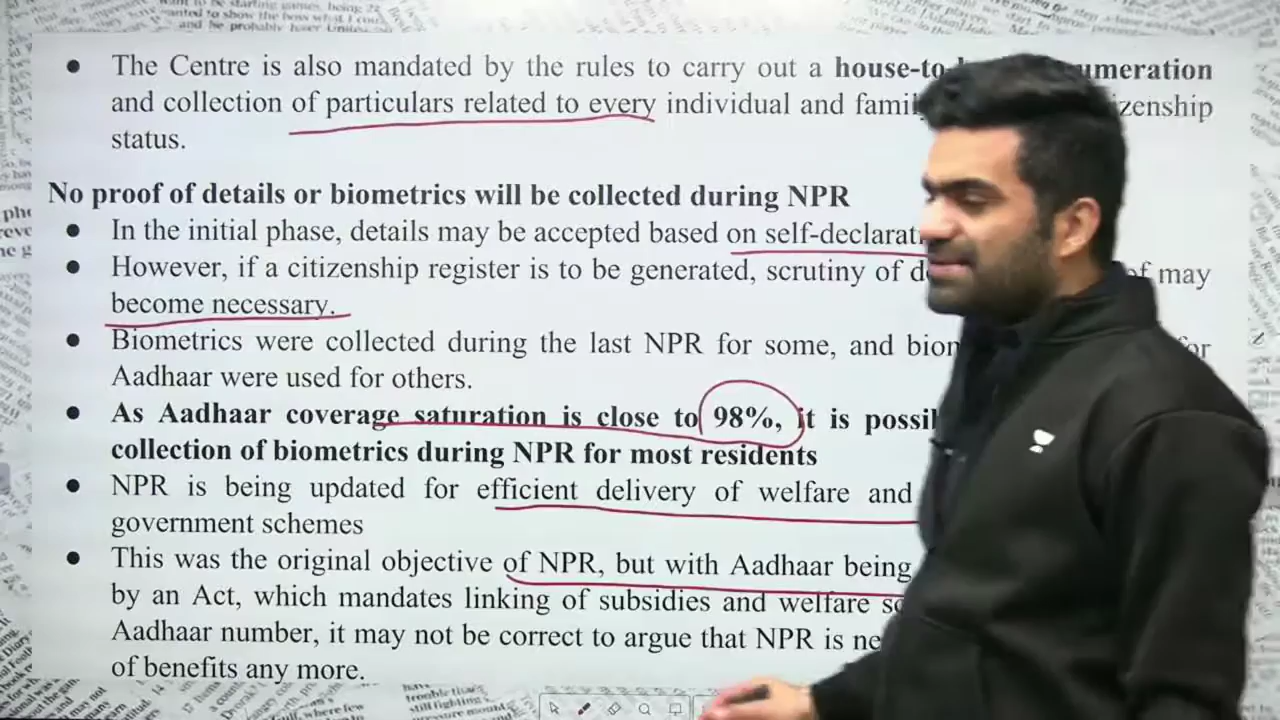 The Centre is also mandated by the rules to carry out a house-to umeration
and collection of particulars related to every individual and famil izenship
status.
No proof of details or biometrics will be collected during NPR
In the initial phase, details may be accepted based on self-declarat
However, if a citizenship register is to be generated, scrutiny of d of may
become necessary.
Biometrics were collected during the last NPR for some, and bion for
Aadhaar were used for others.
As Aadhaar coverage saturation is close to 98%, it is possil
collection of biometrics during NPR for most residents
NPR is being updated for efficient delivery of welfare and
government schemes
This was the original objective of NPR, but with Aadhaar being
by an Act, which mandates linking of subsidies and welfare sc
Aadhaar number, it may not be correct to argue that NPR is ne
of benefits any more.